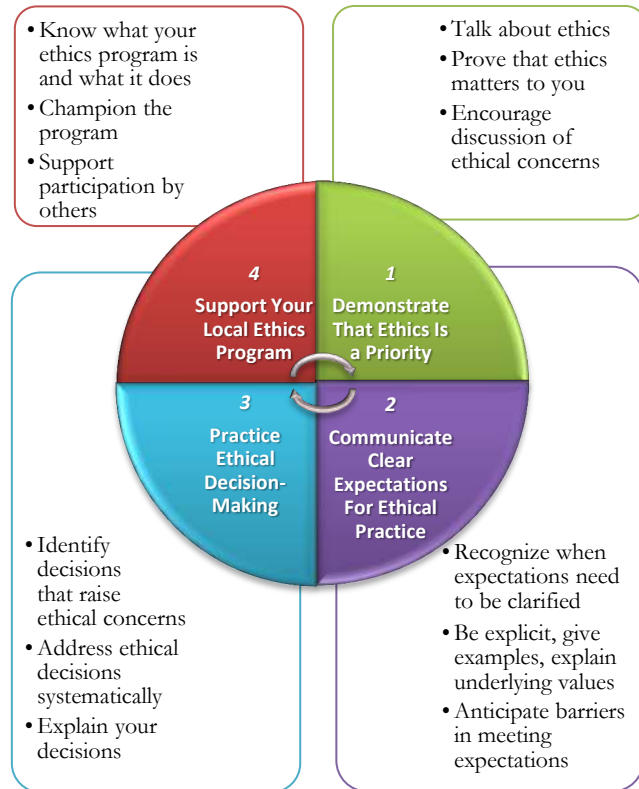 • Know what your
ethics program is
and what it does
• Champion the
program
• Support
participation by
others
• Talk about ethics
• Prove that ethics
matters to you
• Encourage
discussion of
ethical concerns
4
Support Your
Local Ethics
Program
1
Demonstrate
That Ethics Is
a Priority
3
Practice
Ethical
Decision-
Making
2
Communicate
Clear
Expectations
For Ethical
Practice
• Identify
decisions
that raise
ethical concerns
• Address ethical
decisions
systematically
• Explain your
decisions
• Recognize when
expectations need
to be clarified
• Be explicit, give
examples, explain
underlying values
• Anticipate barriers
in meeting
expectations